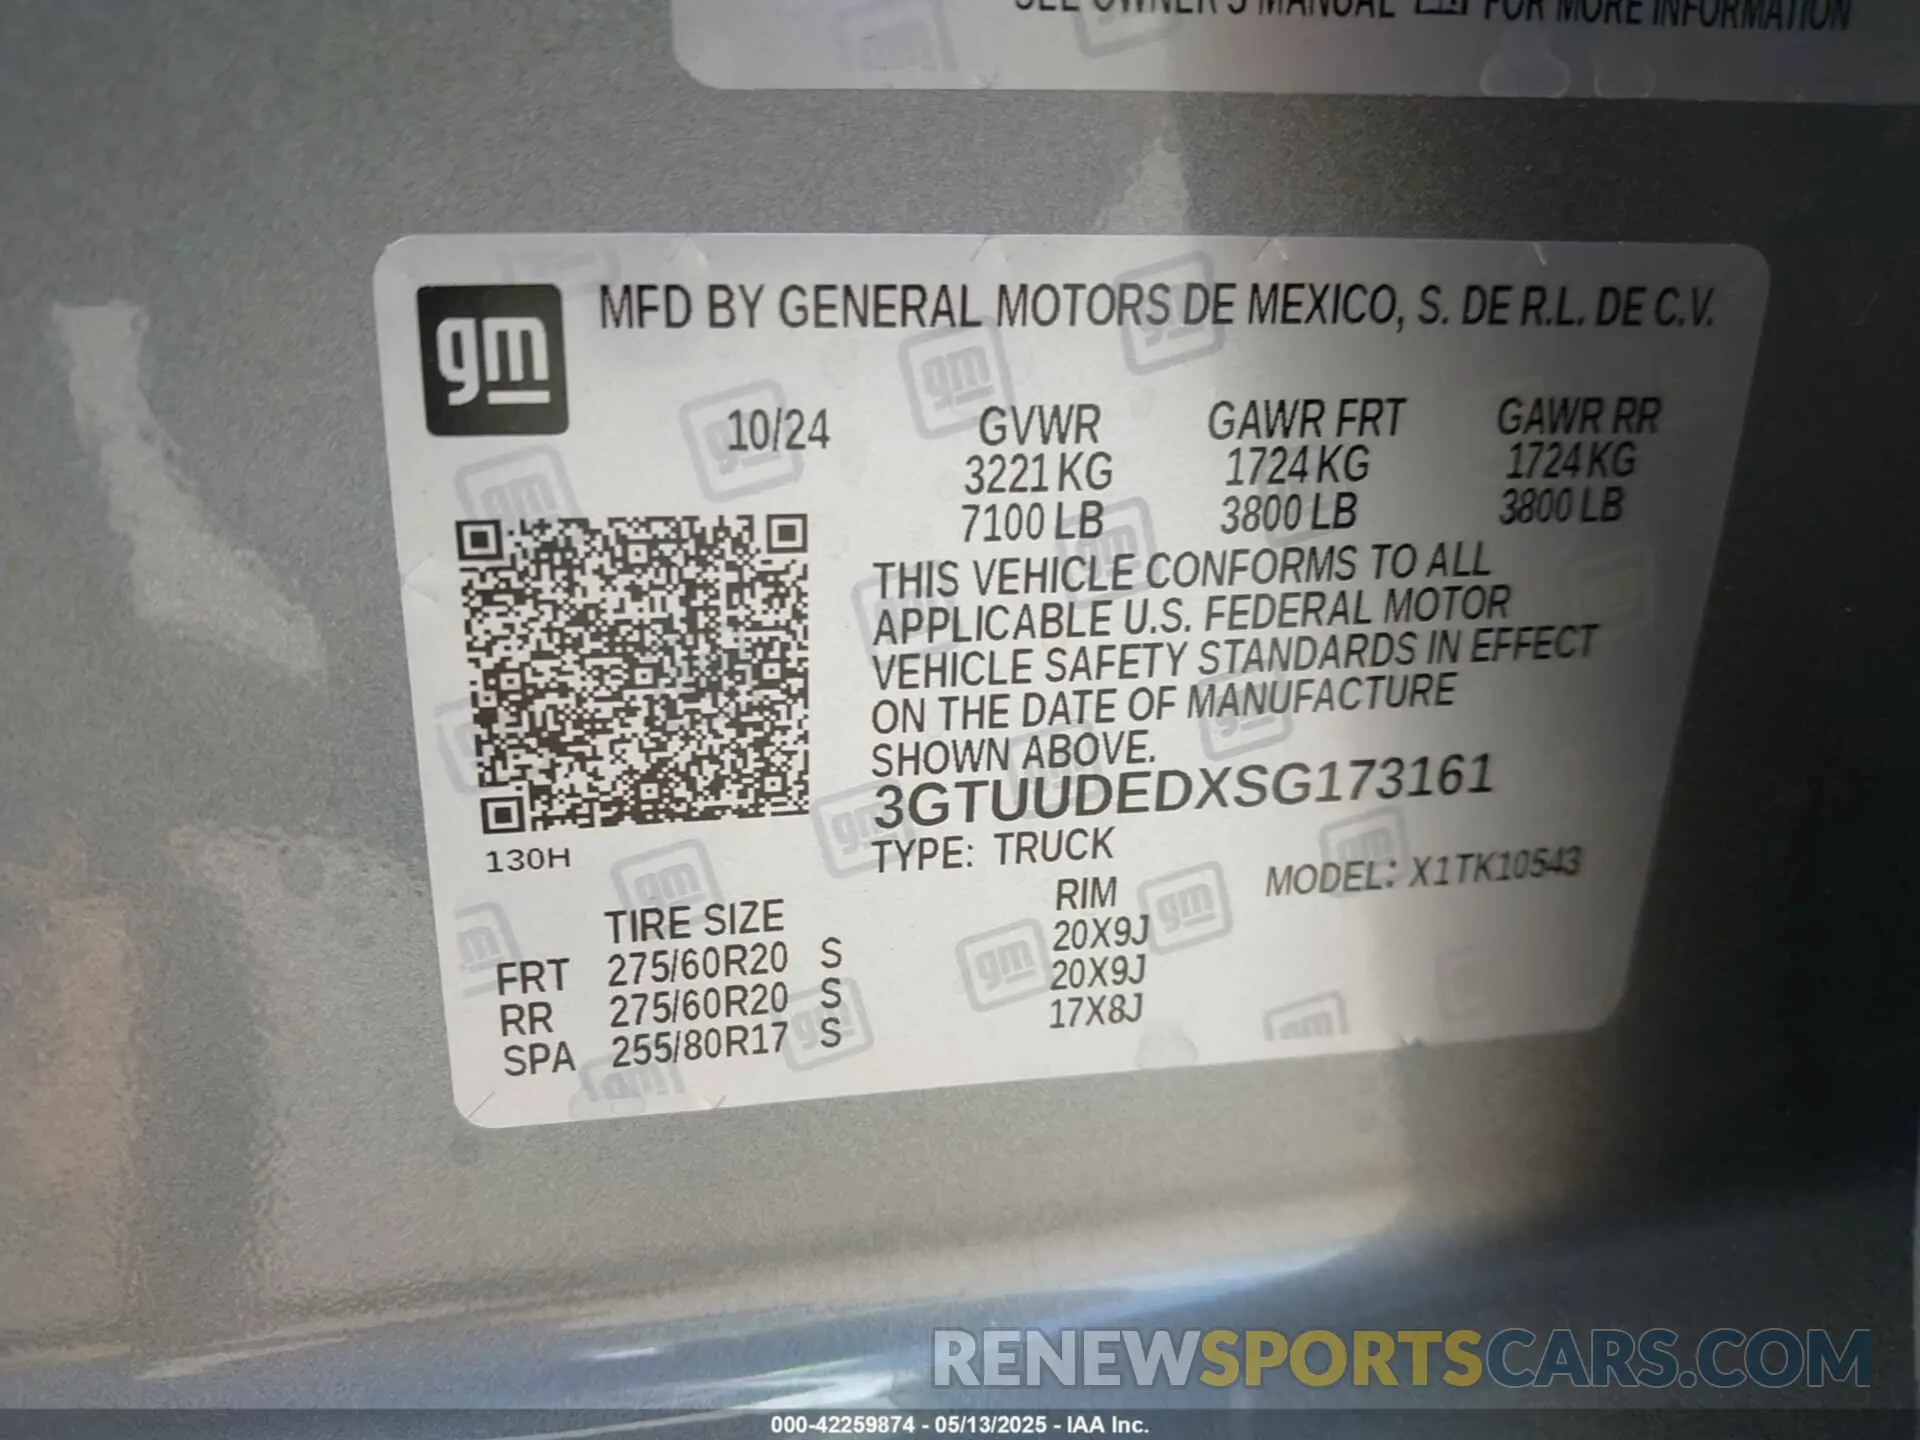 SEE OWNER'S MANUAL FOR MORE INFORMATION
gm
MFD BY GENERAL MOTORS DE MEXICO, S. DE R.L. DE C.V.
10/24 GVWR GAWR FRT GAWR RR
3221 KG 1724 KG 1724 KG
7100 LB 3800 LB 3800 LB
THIS VEHICLE CONFORMS TO ALL
APPLICABLE U.S. FEDERAL MOTOR
VEHICLE SAFETY STANDARDS IN EFFECT
ON THE DATE OF MANUFACTURE
SHOWN ABOVE.
3GTUUDEDXSG173161
130H
TYPE: TRUCK MODEL: X1TK10543
TIRE SIZE RIM
FRT 275/60R20 S 20X9J
RR 275/60R20 S 20X9J
SPA 255/80R17 S 17X8J
RENEWSPORTSCARS.COM
000-42259874 - 05/13/2025 - IAA Inc.